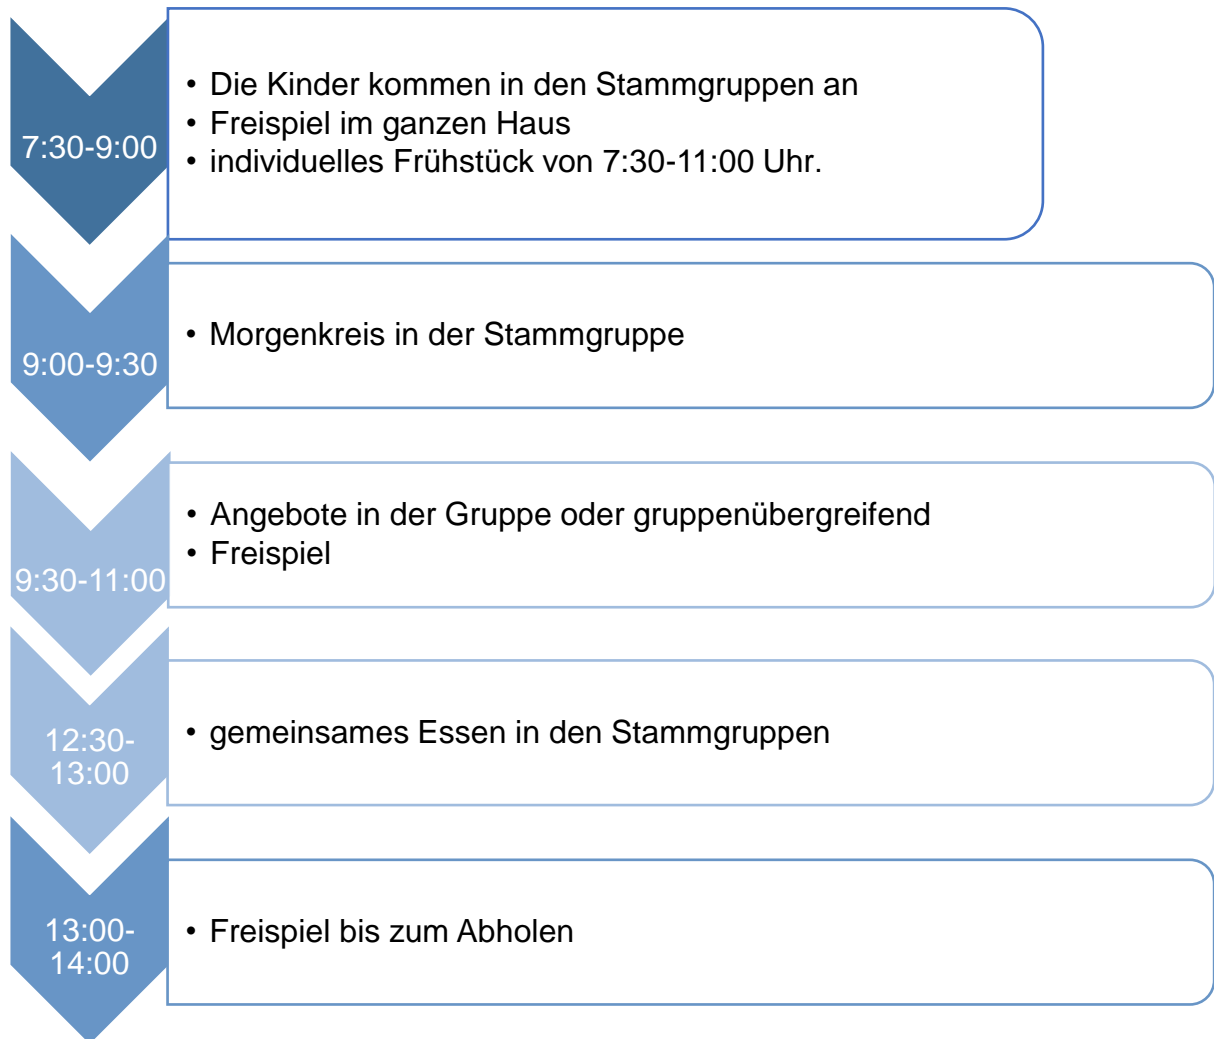 7:30-9:00
• Die Kinder kommen in den Stammgruppen an
• Freispiel im ganzen Haus
• individuelles Frühstück von 7:30-11:00 Uhr.
9:00-9:30
• Morgenkreis in der Stammgruppe
9:30-11:00
• Angebote in der Gruppe oder gruppenübergreifend
• Freispiel
12:30-
13:00
• gemeinsames Essen in den Stammgruppen
13:00-
14:00
• Freispiel bis zum Abholen